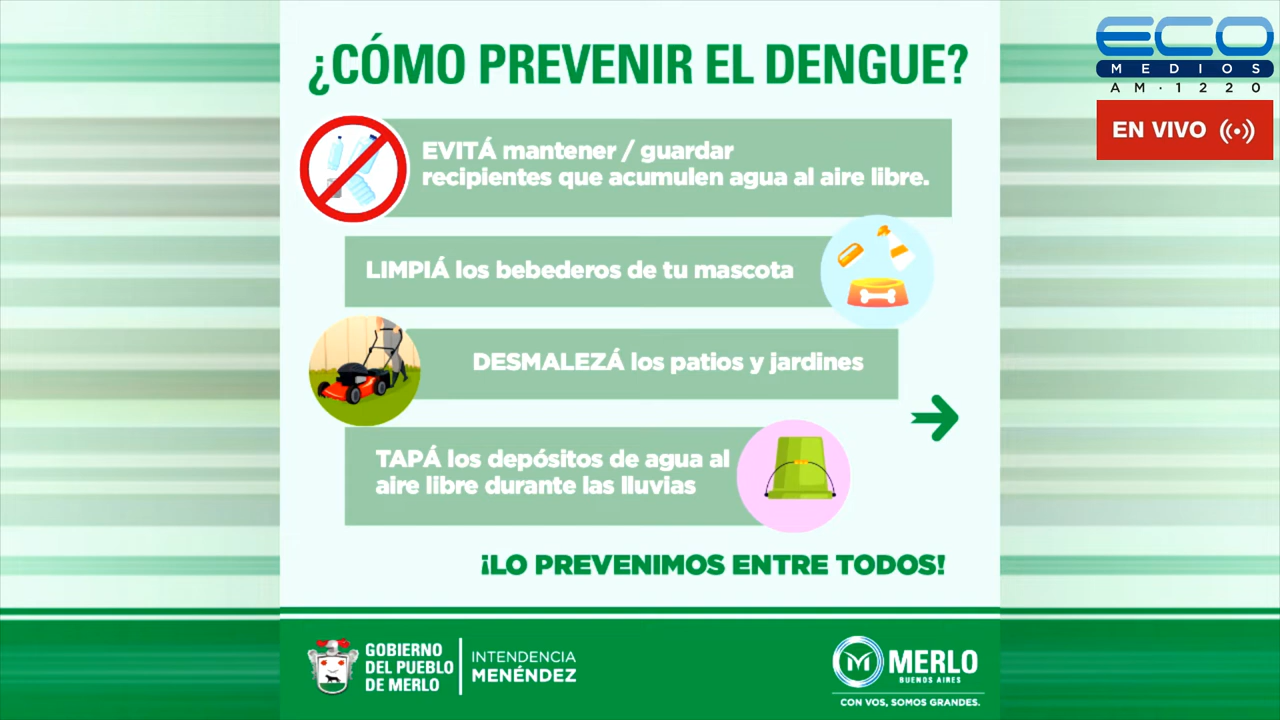 ¿CÓMO PREVENIR EL DENGUE?
ECO
MEDIOS
AM·1220
EN VIVO
EVITÁ mantener / guardar
recipientes que acumulen agua al aire libre.
LIMPIÁ los bebederos de tu mascota
DESMALEZÁ los patios y jardines
TAPÁ los depósitos de agua al
aire libre durante las lluvias
¡LO PREVENIMOS ENTRE TODOS!
GOBIERNO
DEL PUEBLO
DE MERLO
INTENDENCIA
MENÉNDEZ
MERLO
BUENOS AIRES
CON VOS, SOMOS GRANDES.